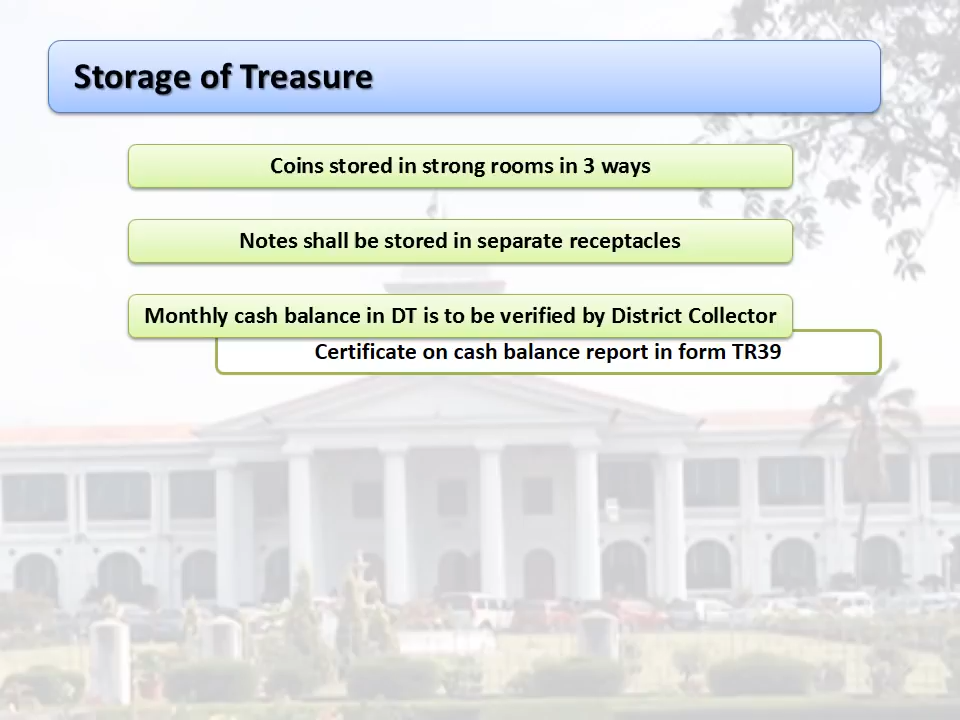 Storage of Treasure
Coins stored in strong rooms in 3 ways
Notes shall be stored in separate receptacles
Monthly cash balance in DT is to be verified by District Collector
Certificate on cash balance report in form TR39